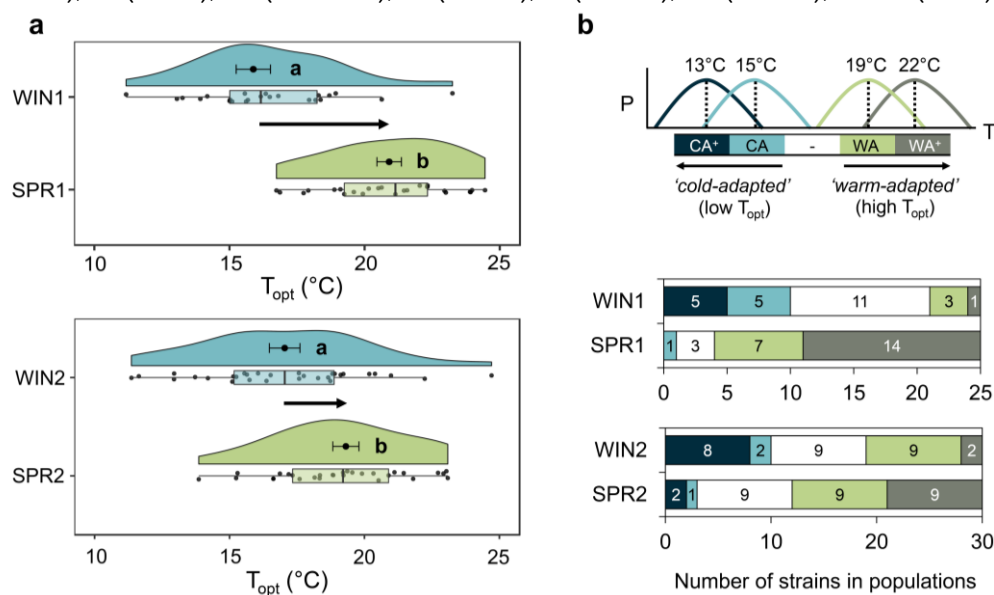 a
WIN1
a
SPR1
b
10 15 20 25
Topt (°C)
WIN2
a
SPR2
b
10 15 20 25
Topt (°C)
b
13°C 15°C 19°C 22°C
P
T
CA+ CA - WA WA+
'cold-adapted' 'warm-adapted'
(low Topt) (high Topt)
WIN1 5 5 11 3 1
SPR1 1 3 7 14
0 5 10 15 20 25
WIN2 8 2 9 9 2
SPR2 2 1 9 9 9
0 10 20 30
Number of strains in populations